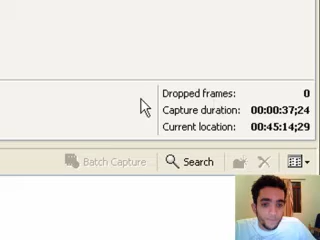 Dropped frames: 0
Capture duration: 00:00:37;24
Current location: 00:45:14;29
Batch Capture Search